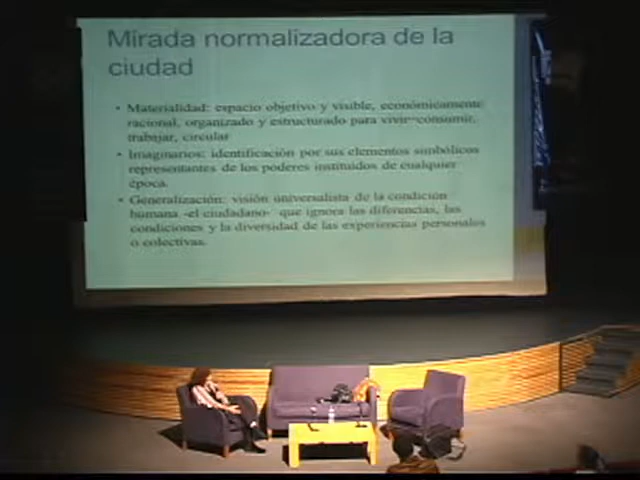 Mirada normalizadora de la
ciudad
• Materialidad: espacio objetivo y visible, económicamente
racional, organizado y estructurado para vivir=consumir,
trabajar, circular
• Imaginarios: identificación por sus elementos simbólicos
representantes de los poderes instituidos de cualquier
época.
• Generalización: visión universalista de la condición
humana -el ciudadano- que ignora las diferencias, las
condiciones y la diversidad de las experiencias personales
o colectivas.